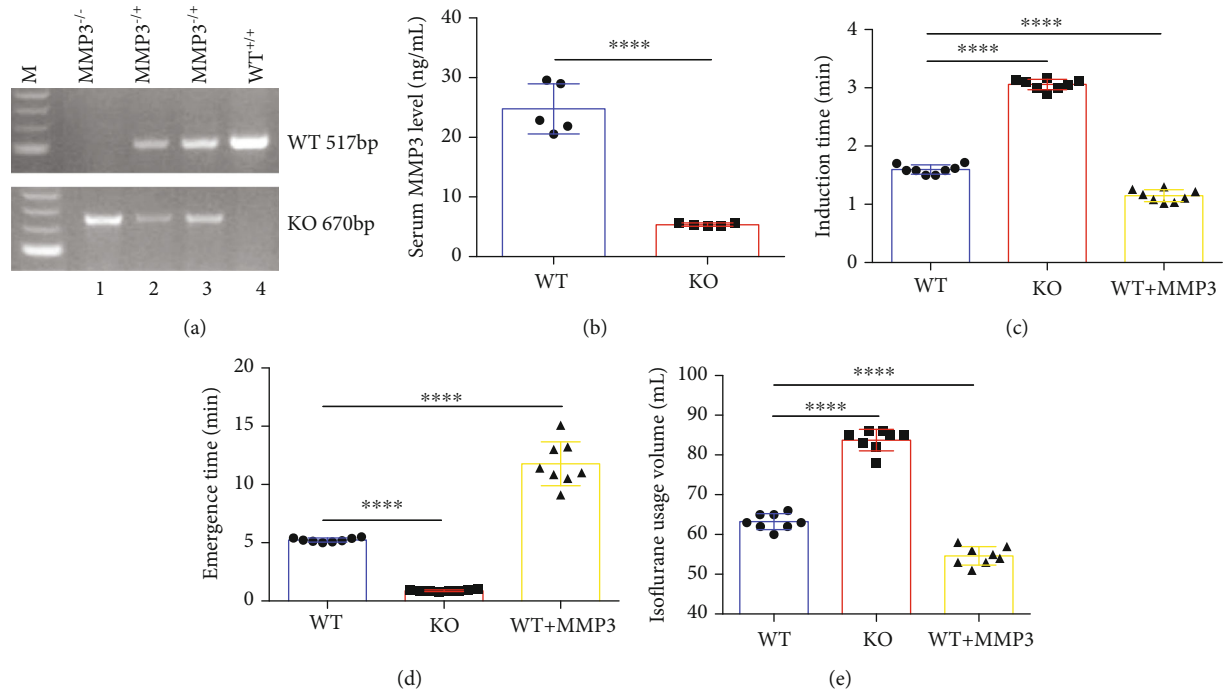 M
MMP3-/-
MMP3-/+
MMP3-/+
WT+/+
WT 517bp
KO 670bp
1 2 3 4
(a)
Serum MMP3 level (ng/mL)
40
30
20
10
0
****
WT KO
(b)
Induction time (min)
4
3
2
1
0
****
****
WT KO WT+MMP3
(c)
Emergence time (min)
20
15
10
5
0
****
****
WT KO WT+MMP3
(d)
Isoflurane usage volume (mL)
100
90
80
70
60
50
40
****
****
WT KO WT+MMP3
(e)